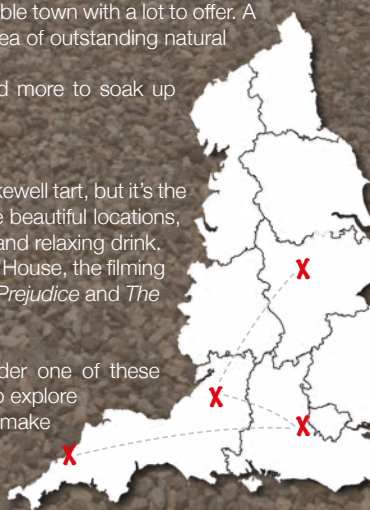 ble town with a lot to offer. A
ea of outstanding natural
d more to soak up
kewell tart, but it's the
e beautiful locations,
and relaxing drink.
House, the filming
Prejudice and The
der one of these
o explore
make